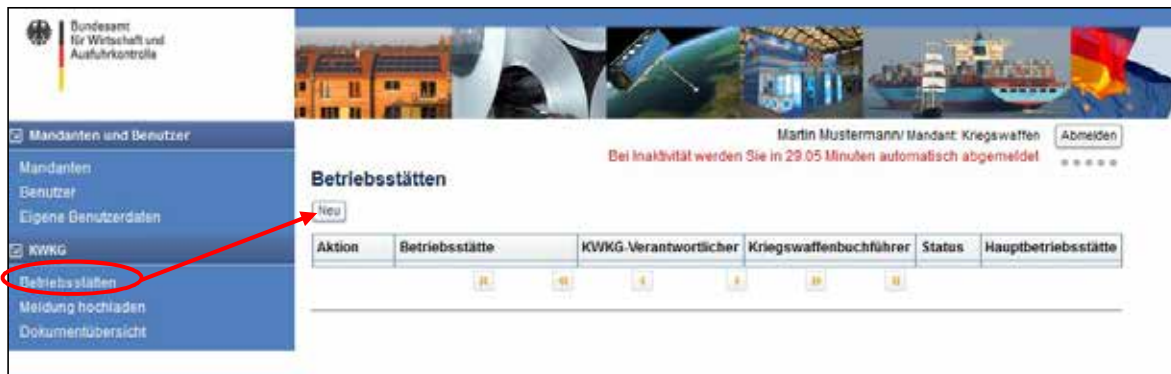 Bundesamt
für Wirtschaft und
Ausfuhrkontrolle
Mandanten und Benutzer
Mandanten
Benutzer
Eigene Benutzerdaten
KWKG
Betriebsstätten
Meldung hochladen
Dokumentübersicht
Martin Mustermann/ Mandant: Kriegswaffen Abmelden
Bei Inaktivität werden Sie in 29:05 Minuten automatisch abgemeldet
Betriebsstätten
Neu
Aktion Betriebsstätte KWKG-Verantwortlicher Kriegswaffenbuchführer Status Hauptbetriebsstätte